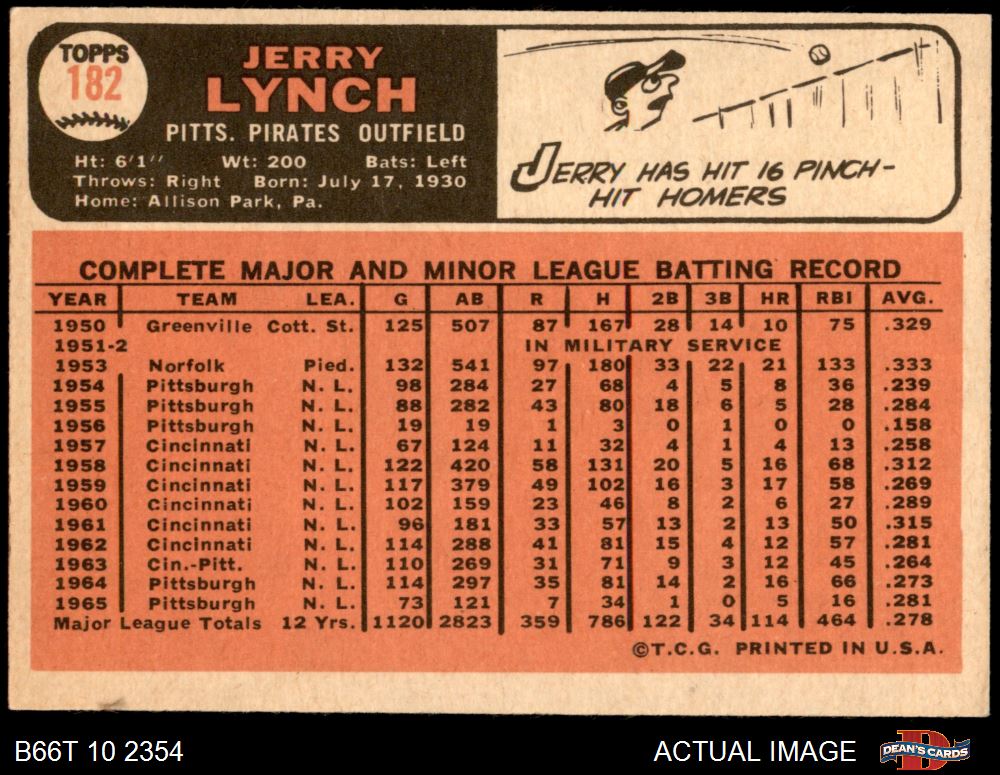 TOPPS
182
JERRY
LYNCH
PITTS. PIRATES OUTFIELD
Ht: 6'1" Wt: 200 Bats: Left
Throws: Right Born: July 17, 1930
Home: Allison Park, Pa.
JERRY HAS HIT 16 PINCH-
HIT HOMERS
COMPLETE MAJOR AND MINOR LEAGUE BATTING RECORD
YEAR TEAM LEA. G AB R H 2B 3B HR RBI AVG.
1950 Greenville Cott. St. 125 507 87 167 28 14 10 75 .329
1951-2 IN MILITARY SERVICE
1953 Norfolk Pied. 132 541 97 180 33 22 21 133 .333
1954 Pittsburgh N. L. 98 284 27 68 4 5 8 36 .239
1955 Pittsburgh N. L. 88 282 43 80 18 6 5 28 .284
1956 Pittsburgh N. L. 19 19 1 3 0 1 0 0 .158
1957 Cincinnati N. L. 67 124 11 32 4 1 4 13 .258
1958 Cincinnati N. L. 122 420 58 131 20 5 16 68 .312
1959 Cincinnati N. L. 117 379 49 102 16 3 17 58 .269
1960 Cincinnati N. L. 102 159 23 46 8 2 6 27 .289
1961 Cincinnati N. L. 96 181 33 57 13 2 13 50 .315
1962 Cincinnati N. L. 114 288 41 81 15 4 12 57 .281
1963 Cin.-Pitt. N. L. 110 269 31 71 9 3 12 45 .264
1964 Pittsburgh N. L. 114 297 35 81 14 2 16 66 .273
1965 Pittsburgh N. L. 73 121 7 34 1 0 5 16 .281
Major League Totals 12 Yrs. 1120 2823 359 786 122 34 114 464 .278
©T.C.G. PRINTED IN U.S.A.
B66T 10 2354 ACTUAL IMAGE DEAN'S CARDS